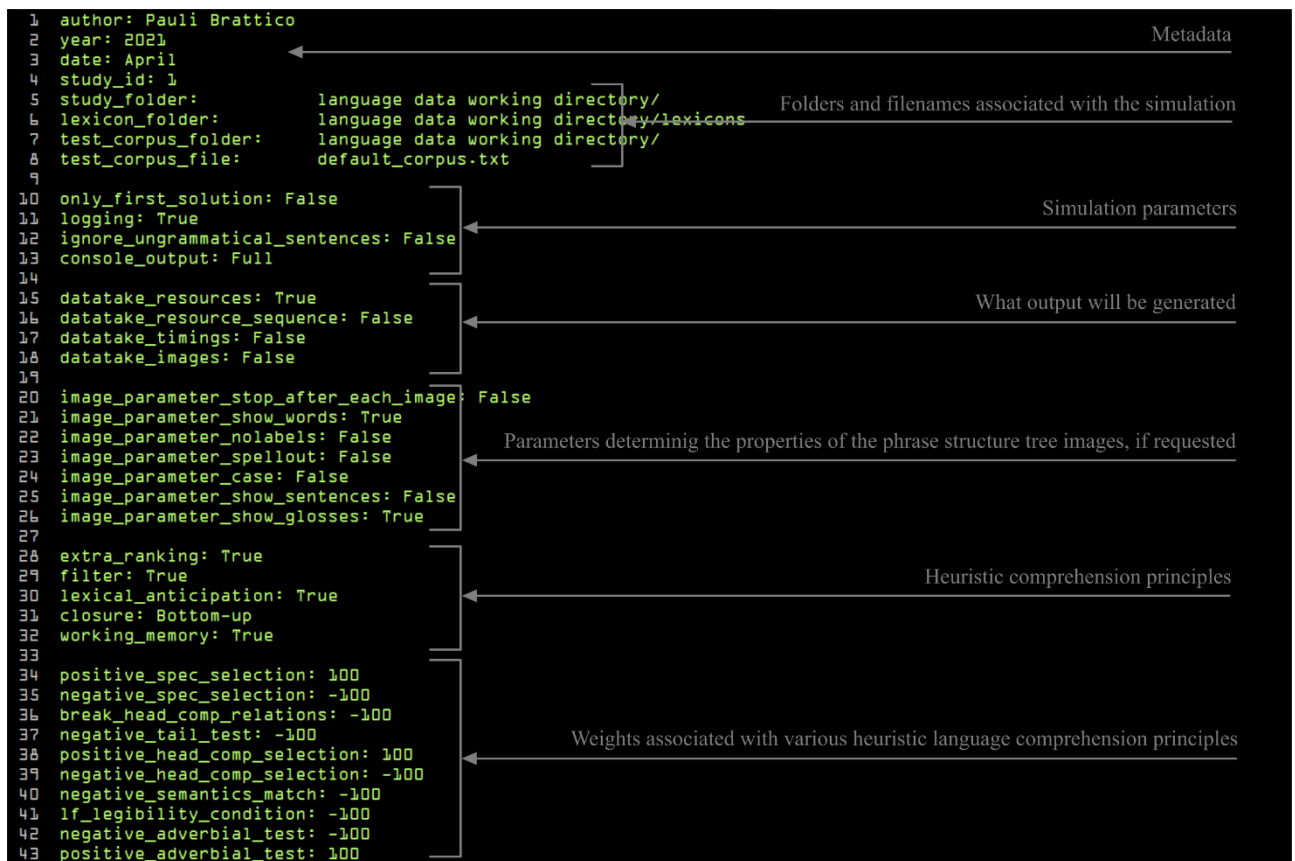 1 author: Pauli Brattico
2 year: 2021
Metadata
3 date: April
4 study_id: 1
5 study_folder: language data working directory/
Folders and filenames associated with the simulation
6 lexicon_folder: language data working directory/lexicons
7 test_corpus_folder: language data working directory/
8 test_corpus_file: default_corpus.txt
9
10 only_first_solution: False
Simulation parameters
11 logging: True
12 ignore_ungrammatical_sentences: False
13 console_output: Full
14
15 datatake_resources: True
What output will be generated
16 datatake_resource_sequence: False
17 datatake_timings: False
18 datatake_images: False
19
20 image_parameter_stop_after_each_image: False
21 image_parameter_show_words: True
22 image_parameter_nolabels: False
Parameters determinig the properties of the phrase structure tree images, if requested
23 image_parameter_spellout: False
24 image_parameter_case: False
25 image_parameter_show_sentences: False
26 image_parameter_show_glosses: True
27
28 extra_ranking: True
29 filter: True
Heuristic comprehension principles
30 lexical_anticipation: True
31 closure: Bottom-up
32 working_memory: True
33
34 positive_spec_selection: 100
35 negative_spec_selection: -100
36 break_head_comp_relations: -100
37 negative_tail_test: -100
Weights associated with various heuristic language comprehension principles
38 positive_head_comp_selection: 100
39 negative_head_comp_selection: -100
40 negative_semantics_match: -100
41 lf_legibility_condition: -100
42 negative_adverbial_test: -100
43 positive_adverbial_test: 100